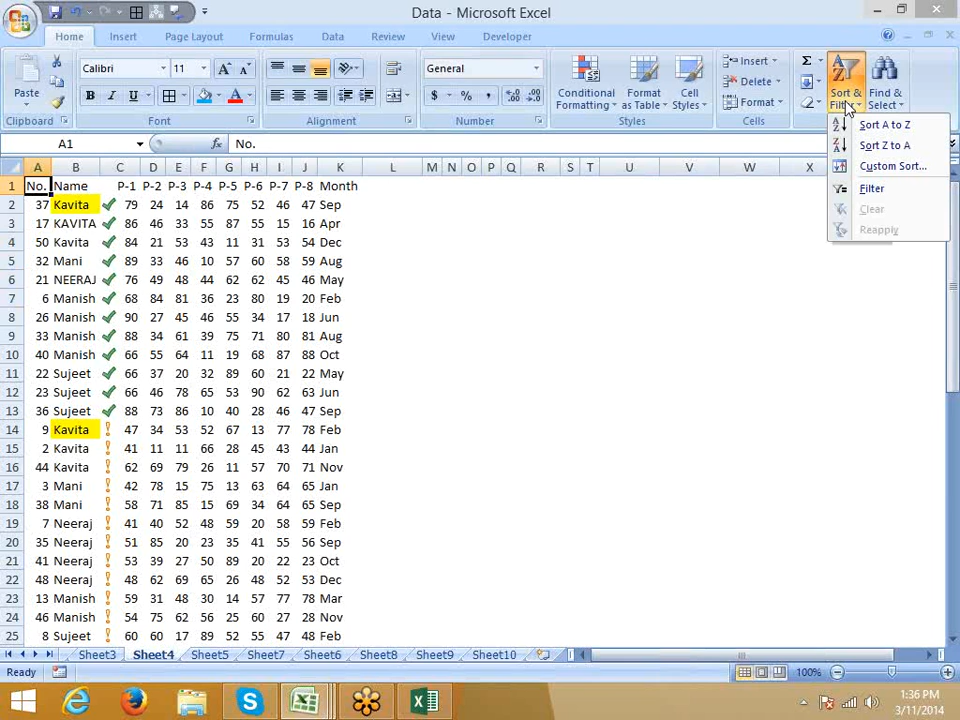 Data - Microsoft Excel
Home Insert Page Layout Formulas Data Review View Developer
Paste
Calibri 11
B I U
General
$ % ,
Conditional Formatting
Format as Table
Cell Styles
Insert
Delete
Format
Σ
Sort & Filter
Find & Select
Clipboard Font Alignment Number Styles Cells
A1 fx No.
Sort A to Z
Sort Z to A
Custom Sort...
Filter
Clear
Reapply
A B C D E F G H I J K L M N O P Q R S T U V W X
1 No. Name P-1 P-2 P-3 P-4 P-5 P-6 P-7 P-8 Month
2 37 Kavita 79 24 14 86 75 52 46 47 Sep
3 17 KAVITA 86 46 33 55 87 55 15 16 Apr
4 50 Kavita 84 21 53 43 11 31 53 54 Dec
5 32 Mani 89 33 46 10 57 60 58 59 Aug
6 21 NEERAJ 76 49 48 44 62 62 45 46 May
7 6 Manish 68 84 81 36 23 80 19 20 Feb
8 26 Manish 90 27 45 46 55 34 17 18 Jun
9 33 Manish 88 34 61 39 75 71 80 81 Aug
10 40 Manish 66 55 64 11 19 68 87 88 Oct
11 22 Sujeet 66 37 20 32 89 60 21 22 May
12 23 Sujeet 66 46 78 65 53 90 62 63 Jun
13 36 Sujeet 88 73 86 10 40 28 46 47 Sep
14 9 Kavita 47 34 53 52 67 13 77 78 Feb
15 2 Kavita 41 11 11 66 28 45 43 44 Jan
16 44 Kavita 62 69 79 26 11 57 70 71 Nov
17 3 Mani 42 78 15 75 13 63 64 65 Jan
18 38 Mani 58 71 85 15 69 34 64 65 Sep
19 7 Neeraj 41 40 52 48 59 20 58 59 Feb
20 35 Neeraj 51 85 20 23 35 41 55 56 Sep
21 41 Neeraj 53 39 27 50 89 20 22 23 Oct
22 48 Neeraj 48 62 69 65 26 48 52 53 Dec
23 13 Manish 59 31 48 30 14 57 77 78 Mar
24 46 Manish 54 75 62 56 25 60 27 28 Nov
25 8 Sujeet 60 60 17 89 52 55 47 48 Feb
Sheet3 Sheet4 Sheet5 Sheet7 Sheet6 Sheet8 Sheet9 Sheet10
Ready 100%
1:36 PM
3/11/2014